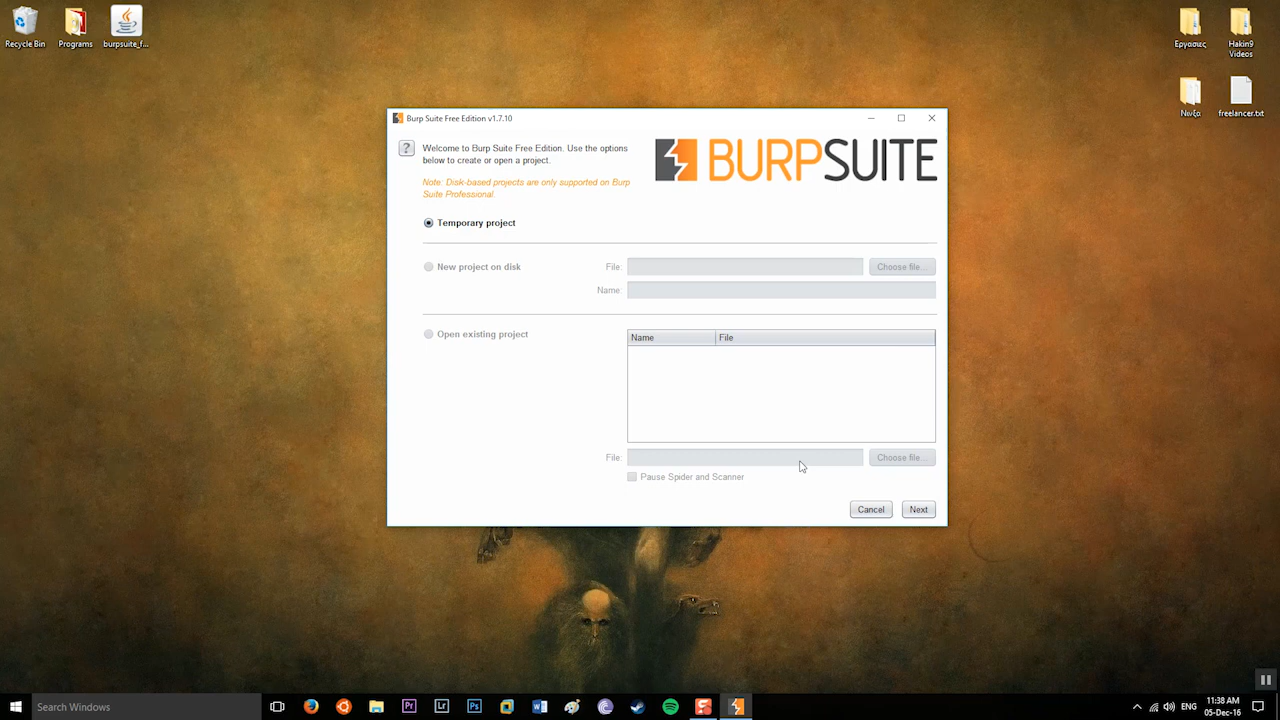 Recycle Bin
Programs
burpsuite_f...
Εργασιες
Hakin9
Videos
Νινξο
freelancer.txt
Burp Suite Free Edition v1.7.10
?
Welcome to Burp Suite Free Edition. Use the options
below to create or open a project.
BURPSUITE
Note: Disk-based projects are only supported on Burp
Suite Professional.
Temporary project
New project on disk
File:
Choose file...
Name:
Open existing project
Name
File
File:
Choose file...
Pause Spider and Scanner
Cancel
Next
Search Windows
Pr
Lr
Ps
ENG
11:38 AM
05-Dec-16